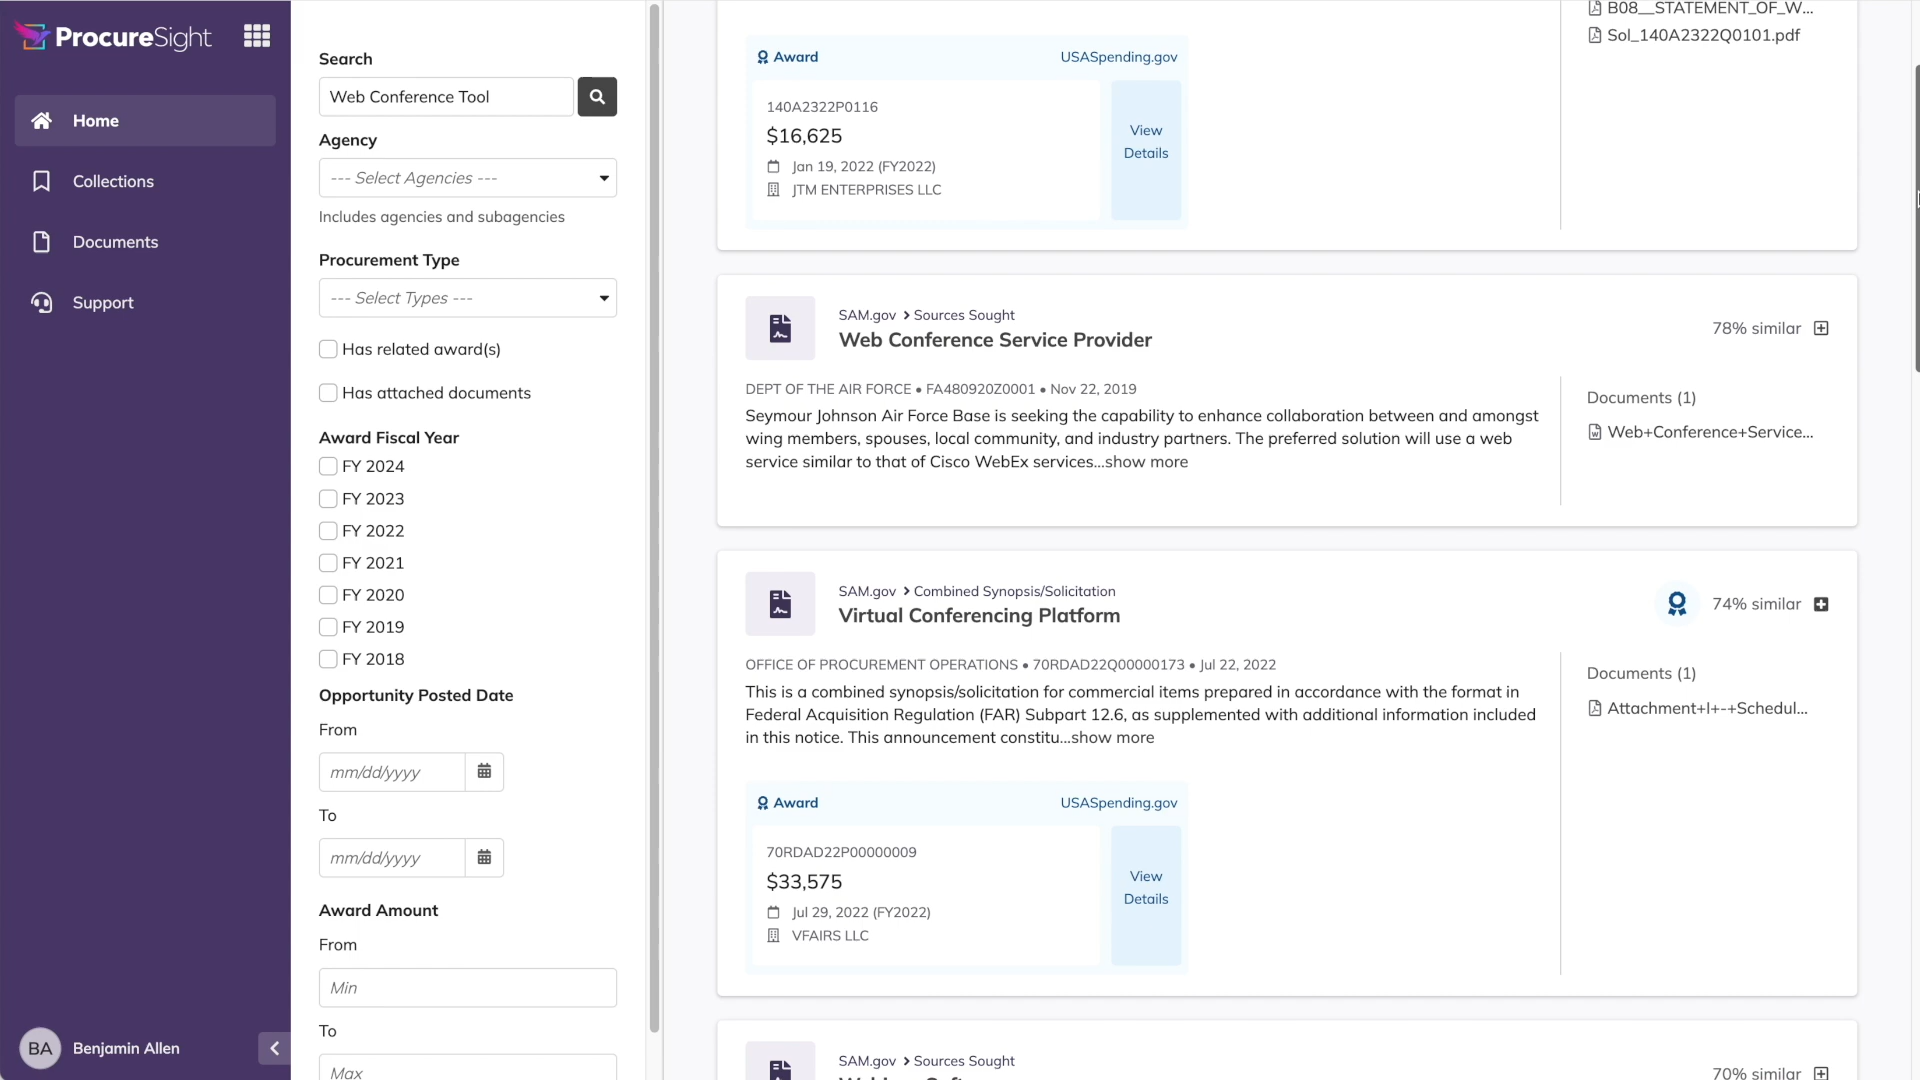 ProcureSight
Home
Collections
Documents
Support
BA
Benjamin Allen
Search
Web Conference Tool
Agency
--- Select Agencies ---
Includes agencies and subagencies
Procurement Type
--- Select Types ---
Has related award(s)
Has attached documents
Award Fiscal Year
FY 2024
FY 2023
FY 2022
FY 2021
FY 2020
FY 2019
FY 2018
Opportunity Posted Date
From
mm/dd/yyyy
To
mm/dd/yyyy
Award Amount
From
Min
To
Max
B08__STATEMENT_OF_W...
Sol_140A2322Q0101.pdf
Award
USASpending.gov
140A2322P0116
$16,625
Jan 19, 2022 (FY2022)
JTM ENTERPRISES LLC
View
Details
SAM.gov > Sources Sought
Web Conference Service Provider
78% similar
DEPT OF THE AIR FORCE • FA480920Z0001 • Nov 22, 2019
Seymour Johnson Air Force Base is seeking the capability to enhance collaboration between and amongst
wing members, spouses, local community, and industry partners. The preferred solution will use a web
service similar to that of Cisco WebEx services...show more
Documents (1)
Web+Conference+Service...
SAM.gov > Combined Synopsis/Solicitation
Virtual Conferencing Platform
74% similar
OFFICE OF PROCUREMENT OPERATIONS • 70RDAD22Q00000173 • Jul 22, 2022
This is a combined synopsis/solicitation for commercial items prepared in accordance with the format in
Federal Acquisition Regulation (FAR) Subpart 12.6, as supplemented with additional information included
in this notice. This announcement constitu...show more
Documents (1)
Attachment+I+-+Schedul...
Award
USASpending.gov
70RDAD22P00000009
$33,575
Jul 29, 2022 (FY2022)
VFAIRS LLC
View
Details
SAM.gov > Sources Sought
70% similar